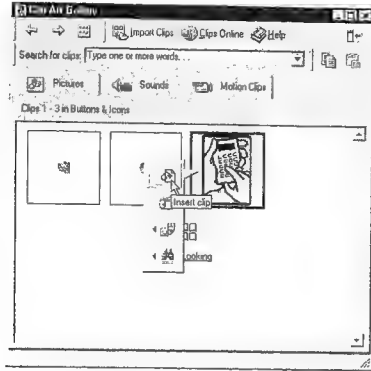 Clip Art Gallery
Import Clips Clips Online Help
Search for clips: Type one or more words. . .
Pictures Sounds Motion Clips
Clips 1 - 3 in Buttons & Icons
Insert clip
ooking